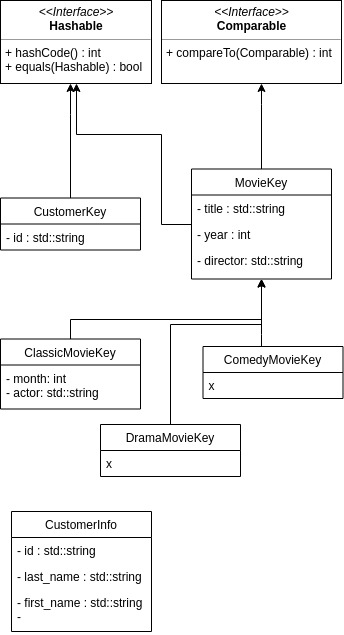 <<Interface>>
Hashable
+ hashCode() : int
+ equals(Hashable) : bool
<<Interface>>
Comparable
+ compareTo(Comparable) : int
CustomerKey
- id : std::string
MovieKey
- title : std::string
- year : int
- director: std::string
ClassicMovieKey
- month: int
- actor: std::string
ComedyMovieKey
x
DramaMovieKey
x
CustomerInfo
- id : std::string
- last_name : std::string
- first_name : std::string
-